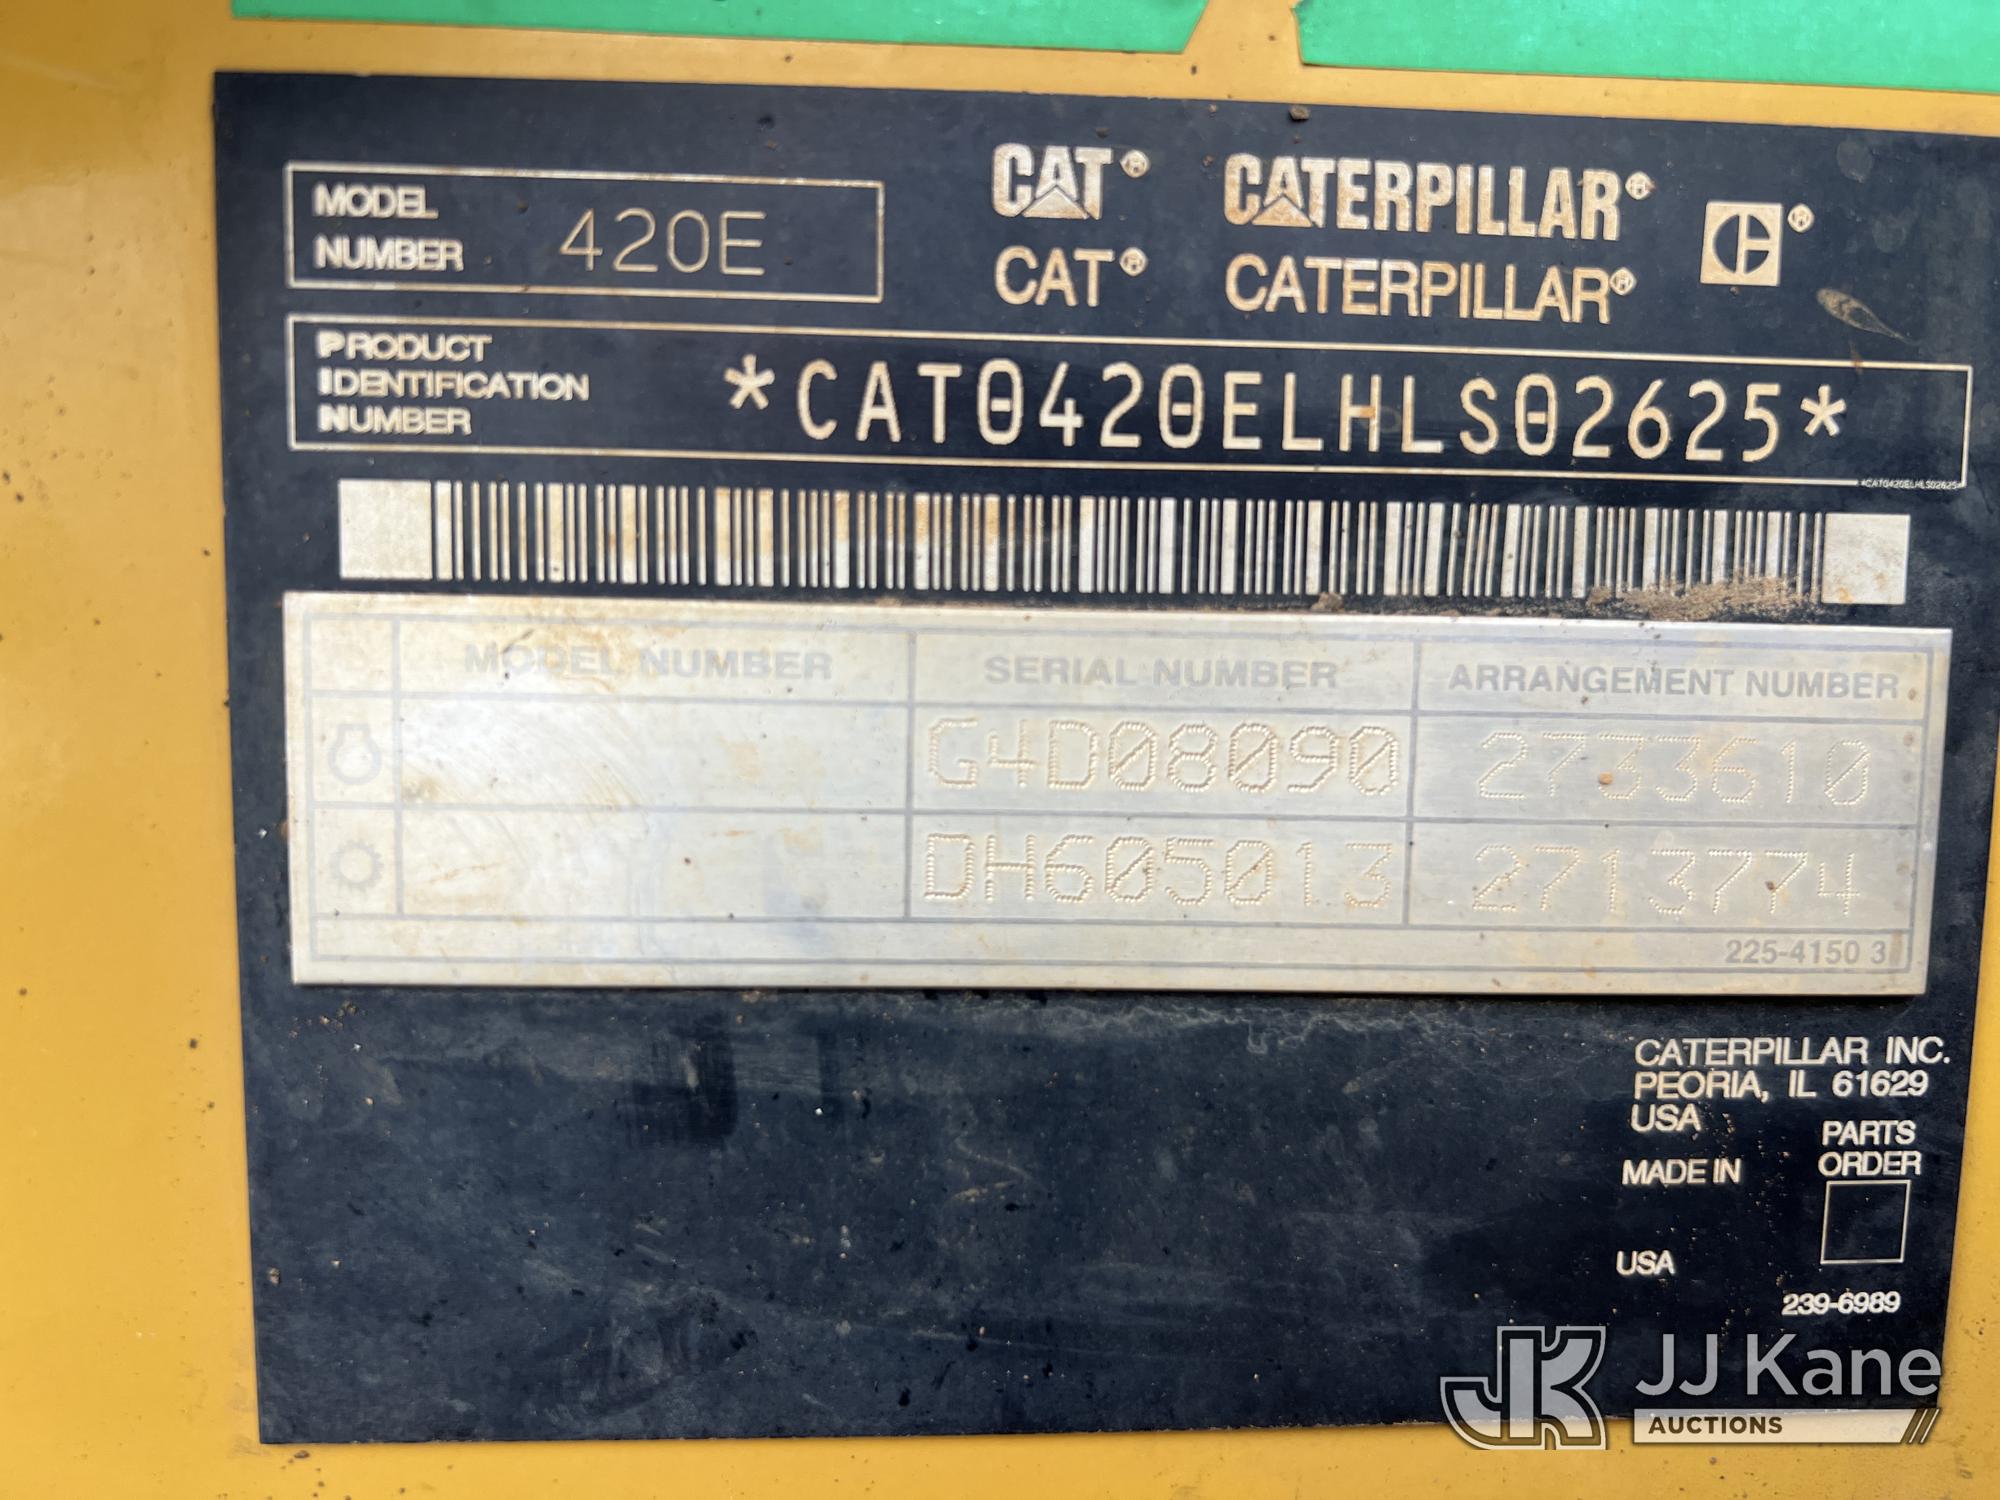 MODEL
NUMBER 420E
CAT® CATERPILLAR® ®
CAT® CATERPILLAR®
PRODUCT
IDENTIFICATION
NUMBER
*CAT0420ELHLS02625*
*CAT0420ELHLS02625*
MODEL NUMBER SERIAL NUMBER ARRANGEMENT NUMBER
G4D08090 2733610
DH605013 2713774
225-4150 3
CATERPILLAR INC.
PEORIA, IL 61629
USA
PARTS
ORDER
MADE IN
USA
239-6989
JK JJ Kane
AUCTIONS